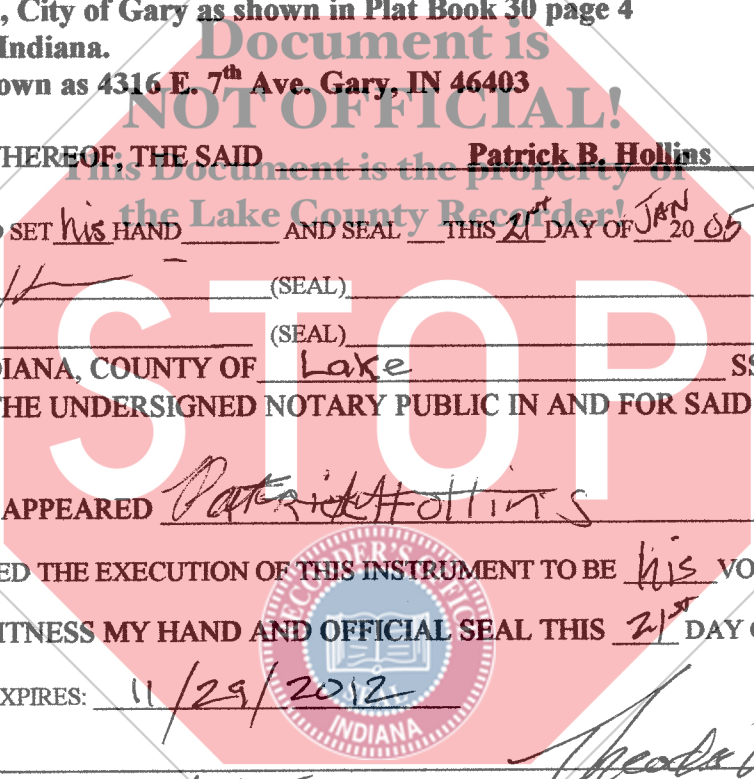 , City of Gary as shown in Plat Book 30 page 4
Indiana.
own as 4316 E. 7th Ave. Gary, IN 46403
Document is
NOT OFFICIAL!
This Document is the property of
the Lake County Recorder!
THEREOF, THE SAID Patrick B. Hollins
SET his HAND AND SEAL THIS 21st DAY OF JAN 20 05
(SEAL)
(SEAL)
STOP
DIANA, COUNTY OF Lake SS
THE UNDERSIGNED NOTARY PUBLIC IN AND FOR SAID
APPEARED Patrick Hollins
ED THE EXECUTION OF THIS INSTRUMENT TO BE his VO
ITNESS MY HAND AND OFFICIAL SEAL THIS 21st DAY
XPIRES: 11/29/2012
RECORDER'S OFFICE
INDIANA